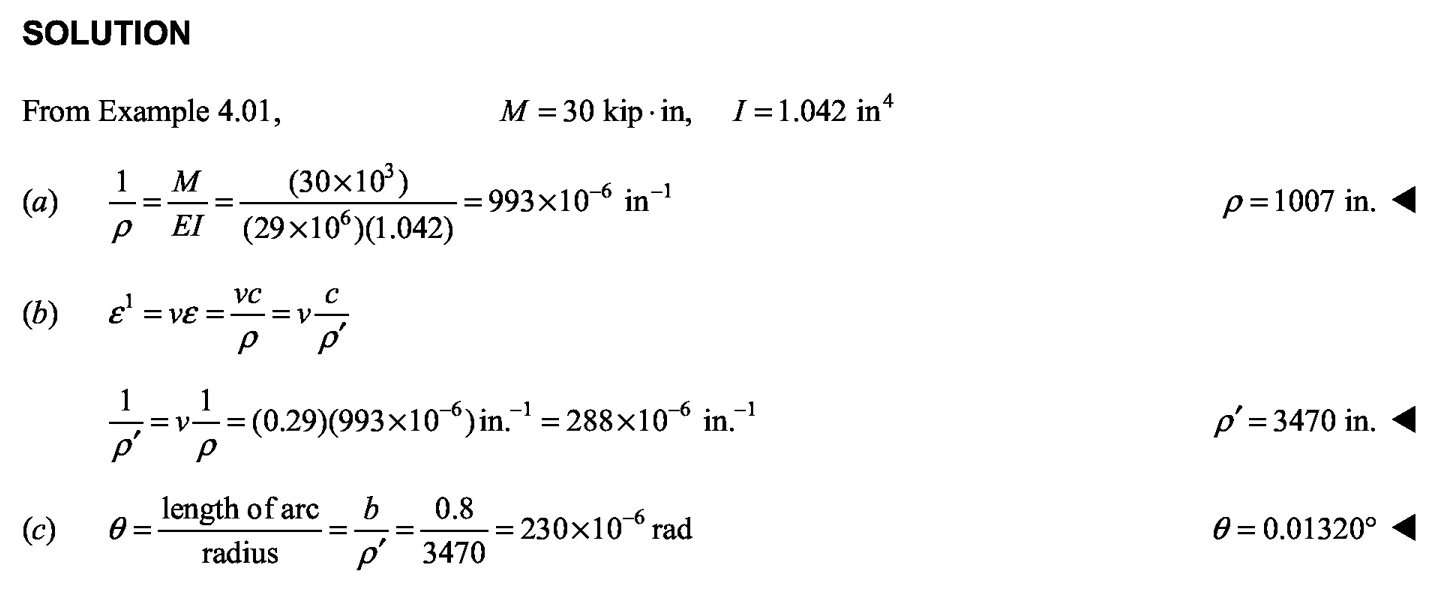 SOLUTION
From Example 4.01, M = 30 kip · in, I = 1.042 in⁴
(a) 1/ρ = M/EI = (30×10³)/((29×10⁶)(1.042)) = 993×10⁻⁶ in⁻¹ ρ = 1007 in. ◀
(b) ε¹ = νε = νc/ρ = ν c/ρ′
1/ρ′ = ν 1/ρ = (0.29)(993×10⁻⁶)in.⁻¹ = 288×10⁻⁶ in.⁻¹ ρ′ = 3470 in. ◀
(c) θ = length of arc/radius = b/ρ′ = 0.8/3470 = 230×10⁻⁶ rad θ = 0.01320° ◀